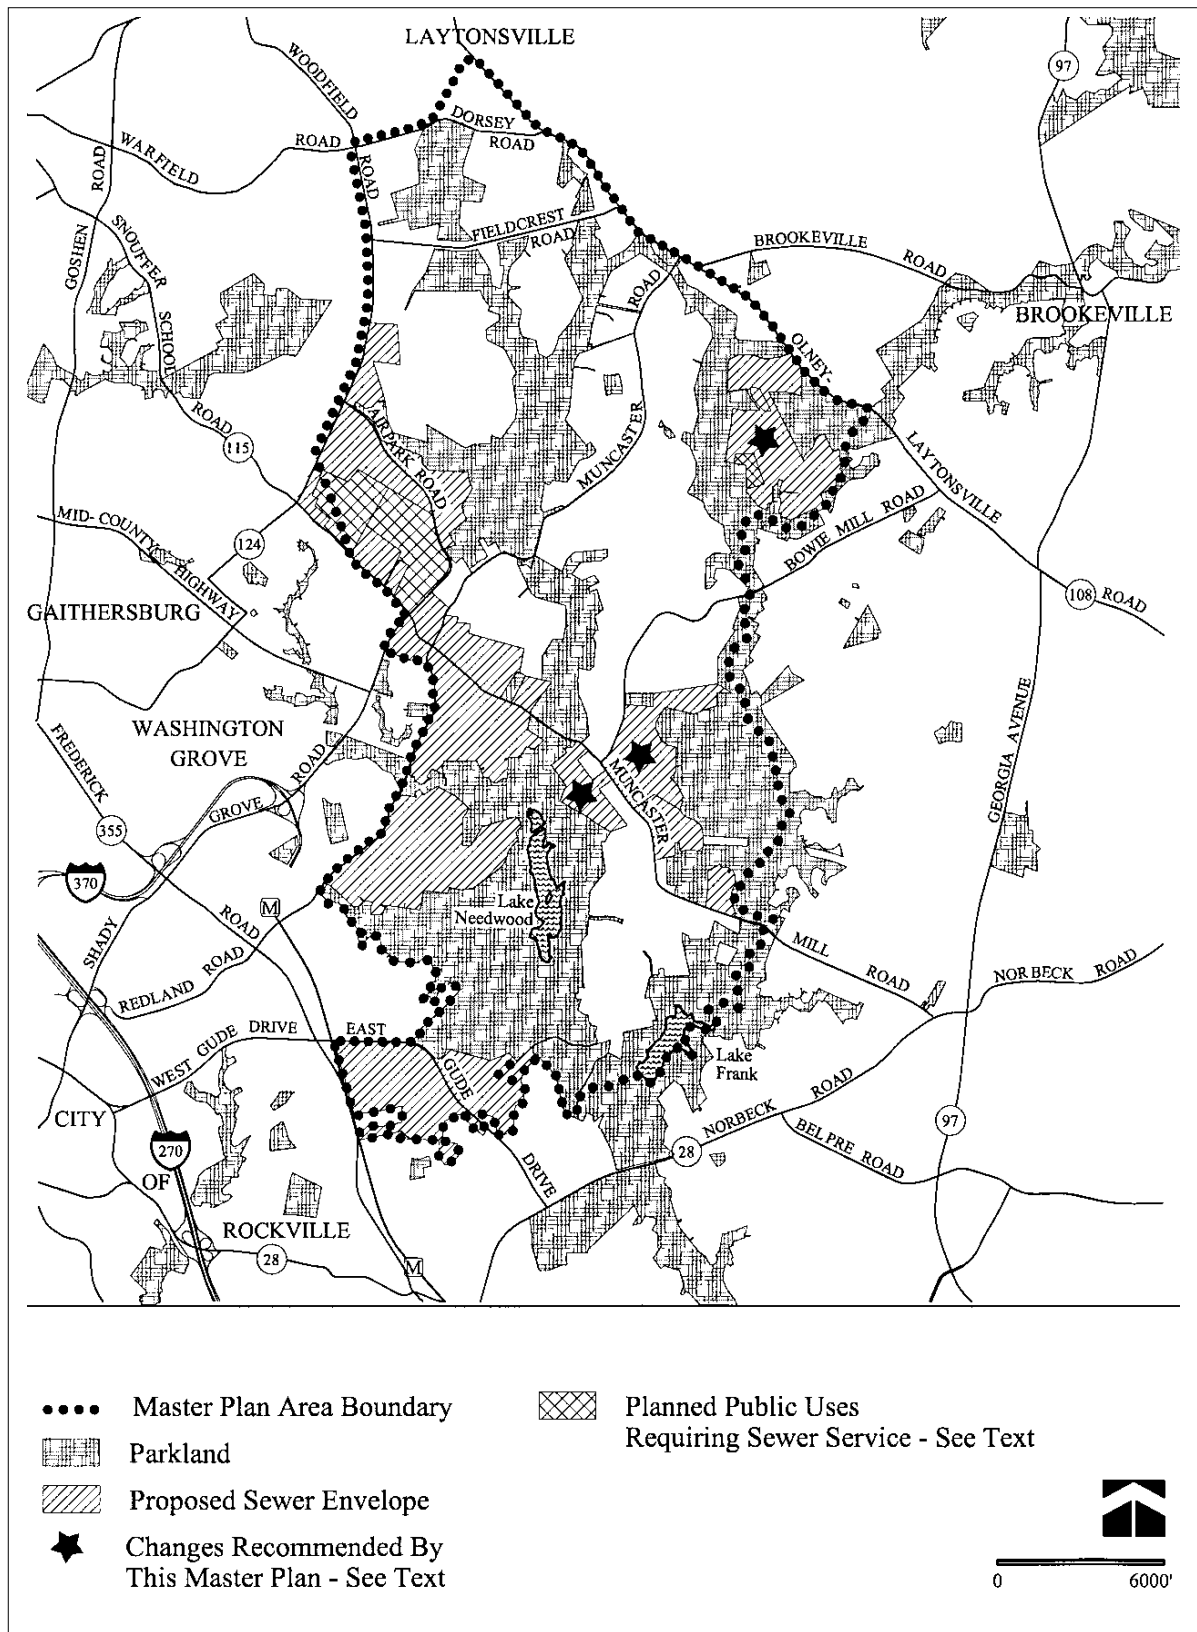 LAYTONSVILLE
WOODFIELD
97
DORSEY
ROAD
ROAD
WARFIELD
ROAD
ROAD
FIELDCREST
ROAD
SNOUFFER
GOSHEN
BROOKEVILLE
ROAD
ROAD
BROOKEVILLE
SCHOOL
OLNEY-
ROAD
115
AIRPARK ROAD
MUNCASTER
LAYTONSVILLE
MID-COUNTY
HIGHWAY
124
BOWIE MILL ROAD
108
ROAD
GAITHERSBURG
WASHINGTON
GROVE
FREDERICK
ROAD
GROVE
MUNCASTER
GEORGIA AVENUE
355
370
Lake
Needwood
M
ROAD
SHADY
REDLAND
ROAD
MILL
ROAD
NORBECK ROAD
WEST GUDE DRIVE
EAST
GUDE
Lake
Frank
CITY
NORBECK ROAD
97
270
BELPRE ROAD
28
OF
DRIVE
ROCKVILLE
28
M
Master Plan Area Boundary
Parkland
Proposed Sewer Envelope
Changes Recommended By
This Master Plan - See Text
Planned Public Uses
Requiring Sewer Service - See Text
0 6000'